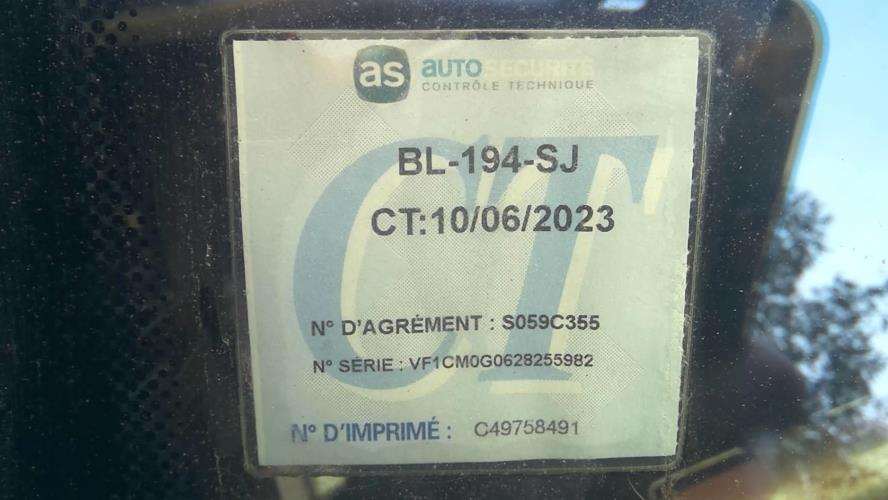 as AUTOSECURITE
CONTRÔLE TECHNIQUE
CT
BL-194-SJ
CT:10/06/2023
N° D'AGRÉMENT : S059C355
N° SÉRIE : VF1CM0G0628255982
N° D'IMPRIMÉ : C49758491